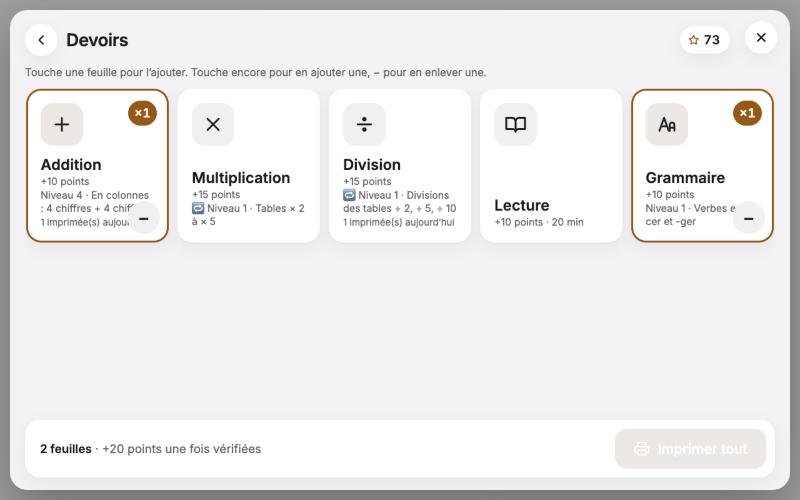 Devoirs
73
Touche une feuille pour l'ajouter. Touche encore pour en ajouter une, − pour en enlever une.
×1
Addition
+10 points
Niveau 4 · En colonnes
: 4 chiffres + 4
1 imprimée(s)
−
Multiplication
+15 points
🔁 Niveau 1 · Tables × 2
à × 5
÷
Division
+15 points
🔁 Niveau 1 · Divisions
des tables ÷ 2, ÷ 5, ÷ 10
1 imprimée(s) aujourd'hui
Lecture
+10 points · 20 min
×1
Grammaire
+10 points
Niveau 1 · Verbes
cer et -ger
−
2 feuilles · +20 points une fois vérifiées
Imprimer tout